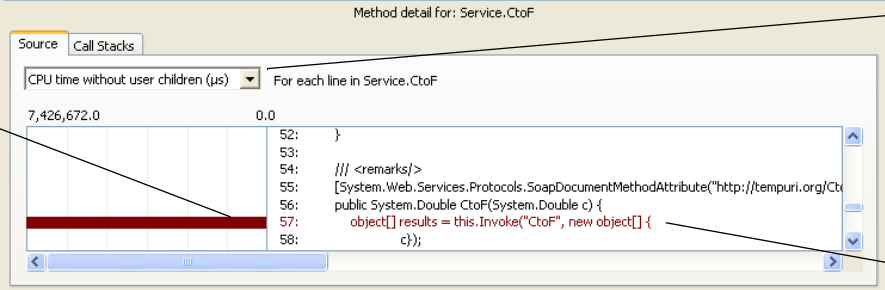 Method detail for: Service.CtoF
Source Call Stacks
CPU time without user children (µs) For each line in Service.CtoF
7,426,672.0 0.0
52: }
53:
54: /// <remarks/>
55: [System.Web.Services.Protocols.SoapDocumentMethodAttribute("http://tempuri.org/Cto
56: public System.Double CtoF(System.Double c) {
57: object[] results = this.Invoke("CtoF", new object[] {
58: c});